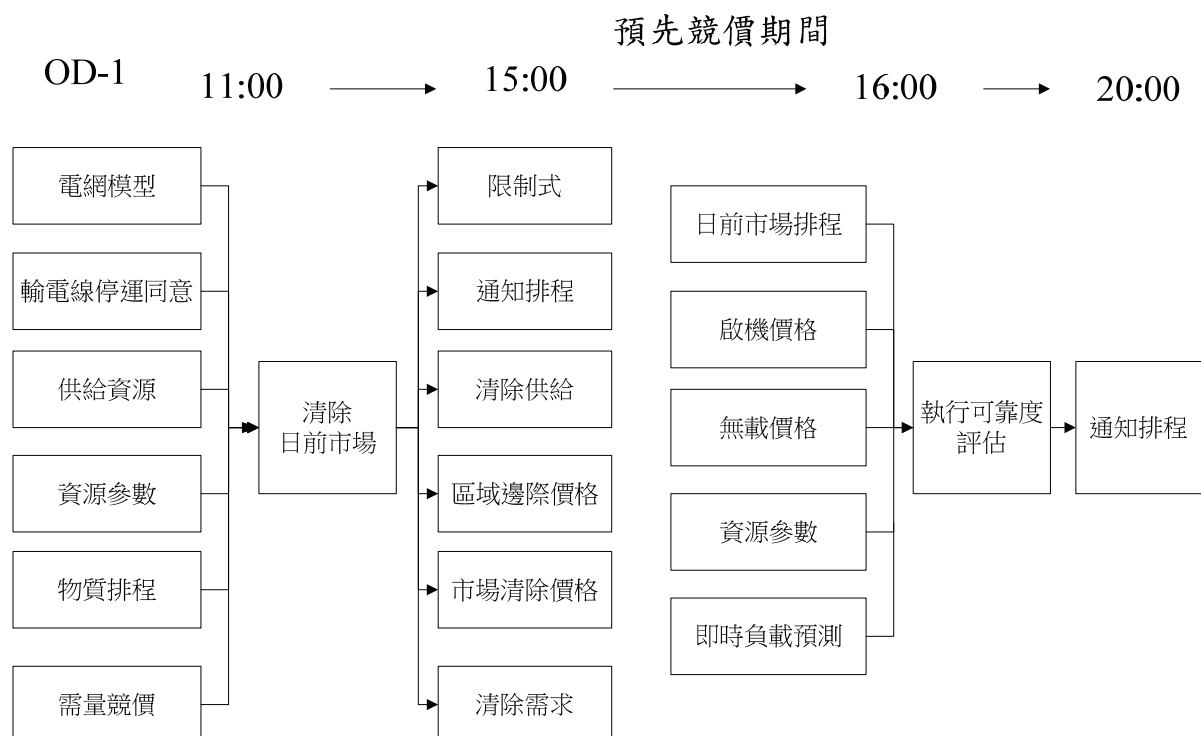 預先競價期間
OD-1
11:00
15:00
16:00
20:00
電網模型
輸電線停運同意
供給資源
資源參數
物質排程
需量競價
清除
日前市場
限制式
通知排程
清除供給
區域邊際價格
市場清除價格
清除需求
日前市場排程
啟機價格
無載價格
資源參數
即時負載預測
執行可靠度
評估
通知排程